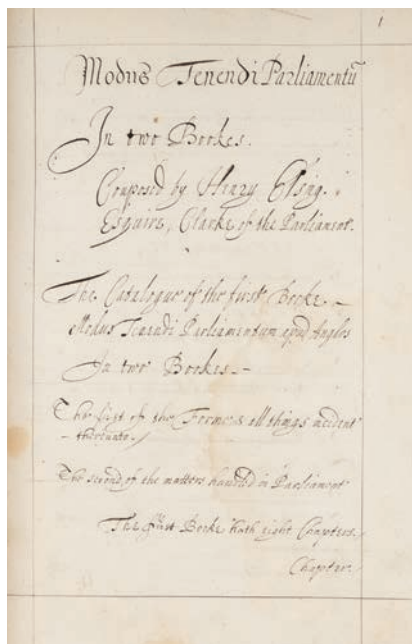 1
Modus Tenendi Parliamentū
In two Bookes.
Composed by Henry Elsing.
Esquire, Clarke of the Parliament.
The Catalogue of the first Booke –
Modus Tenendi Parliamentum apud Anglos
In two Bookes –
The first of the Forme & all things incident
– thereunto /
The second of the matters handled in Parliament
The first Booke hath eight Chapters /
Chapter /